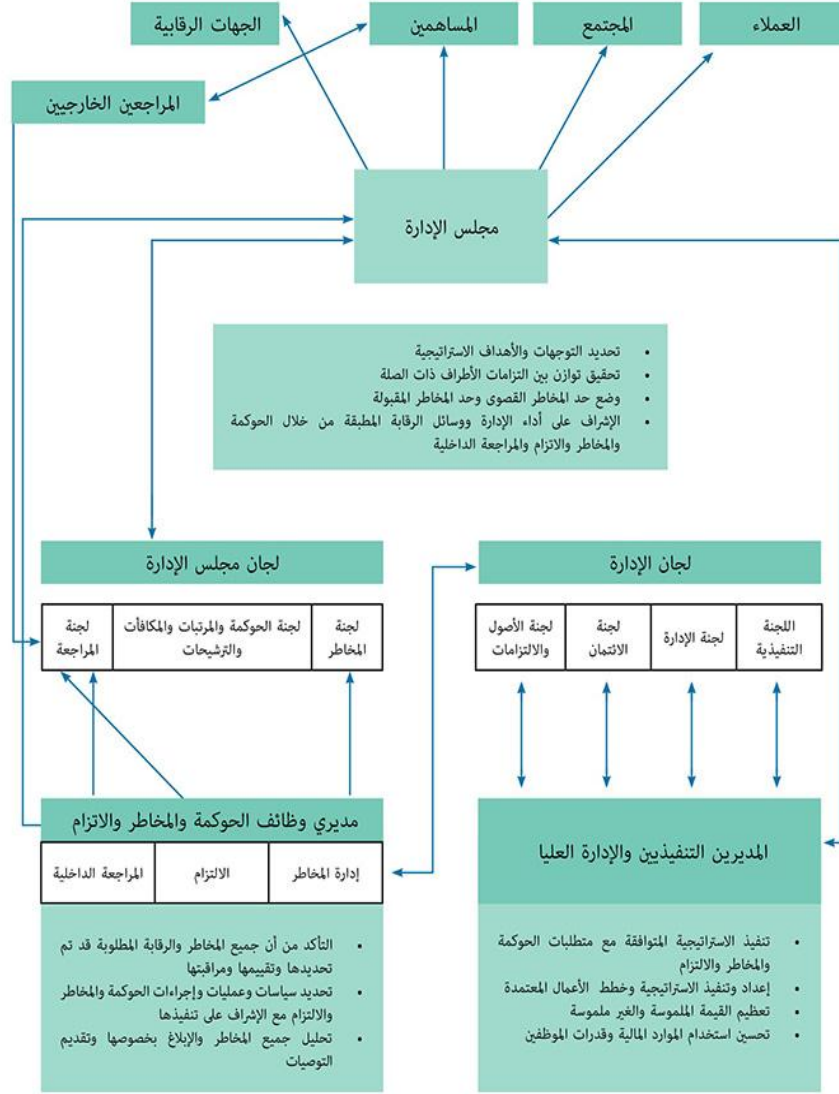 العملاء
المجتمع
المساهمين
الجهات الرقابية
المراجعين الخارجيين
مجلس الإدارة
• تحديد التوجهات والأهداف الاستراتيجية
• تحقيق توازن بين التزامات الأطراف ذات الصلة
• وضع حد المخاطر القصوى وحد المخاطر المقبولة
• الإشراف على أداء الإدارة ووسائل الرقابة المطبقة من خلال الحوكمة
والمخاطر والاتزام والمراجعة الداخلية
لجان الإدارة
اللجنة
التنفيذية
لجنة الإدارة
لجنة
الائتمان
لجنة الأصول
والالتزامات
لجان مجلس الإدارة
لجنة
المخاطر
لجنة الحوكمة والمرتبات والمكافأت
والترشيحات
لجنة
المراجعة
المديرين التنفيذيين والإدارة العليا
• تنفيذ الاستراتيجية المتوافقة مع متطلبات الحوكمة
والمخاطر والالتزام
• إعداد وتنفيذ الاستراتيجية وخطط الأعمال المعتمدة
• تعظيم القيمة الملموسة والغير ملموسة
• تحسين استخدام الموارد المالية وقدرات الموظفين
مديري وظائف الحوكمة والمخاطر والاتزام
إدارة المخاطر
الالتزام
المراجعة الداخلية
• التأكد من أن جميع المخاطر والرقابة المطلوبة قد تم
تحديدها وتقييمها ومراقبتها
• تحديد سياسات وعمليات وإجراءات الحوكمة والمخاطر
والالتزام مع الإشراف على تنفيذها
• تحليل جميع المخاطر والإبلاغ بخصوصها وتقديم
التوصيات